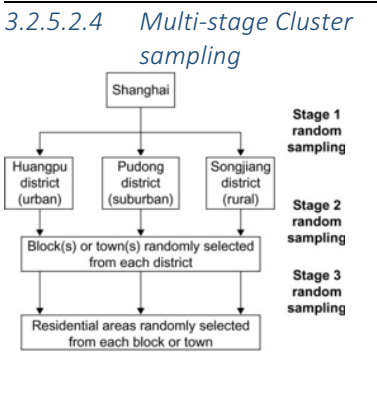 3.2.5.2.4 Multi-stage Cluster
sampling
Shanghai
Stage 1
random
sampling
Huangpu
district
(urban)
Pudong
district
(suburban)
Songjiang
district
(rural)
Stage 2
random
sampling
Block(s) or town(s) randomly selected
from each district
Stage 3
random
sampling
Residential areas randomly selected
from each block or town